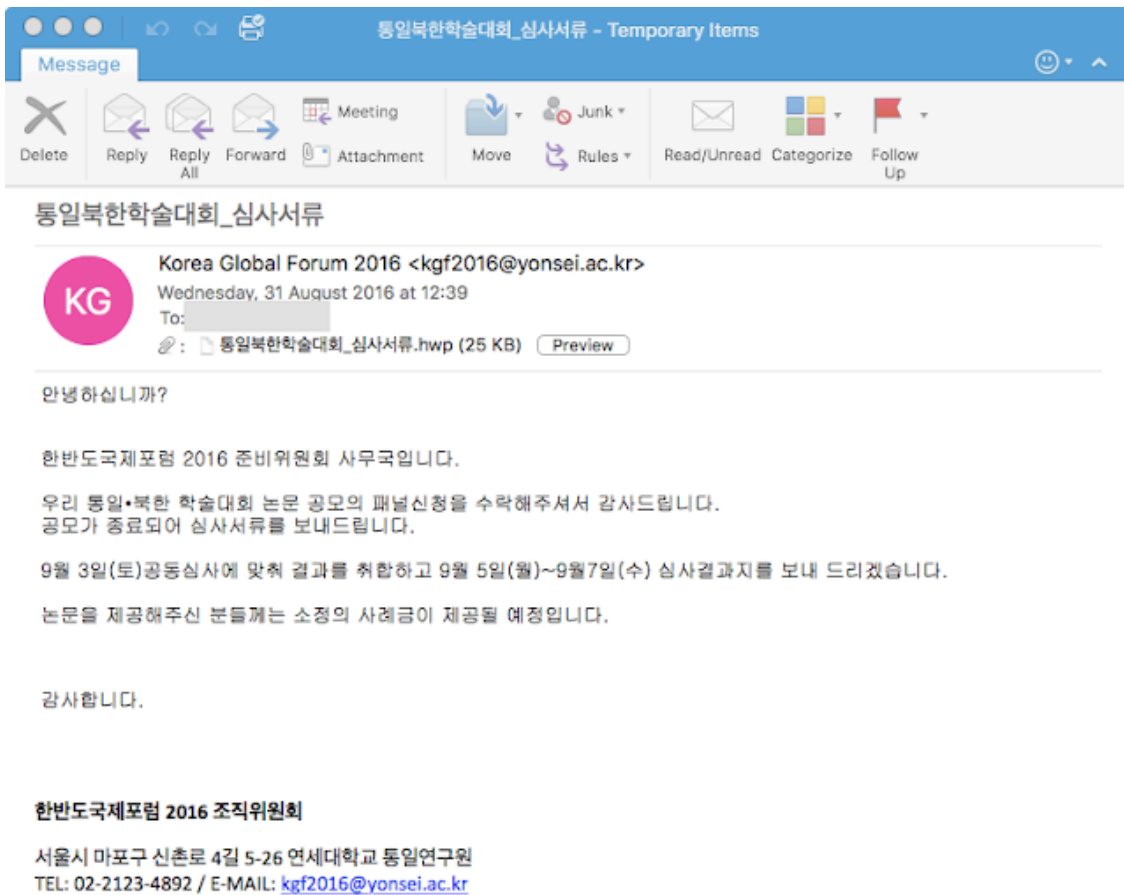 통일북한학술대회_심사서류 – Temporary Items
Message
Delete
Reply
Reply All
Forward
Meeting
Attachment
Move
Junk
Rules
Read/Unread
Categorize
Follow Up
통일북한학술대회_심사서류
KG
Korea Global Forum 2016 <kgf2016@yonsei.ac.kr>
Wednesday, 31 August 2016 at 12:39
To:
통일북한학술대회_심사서류.hwp (25 KB) Preview
안녕하십니까?
한반도국제포럼 2016 준비위원회 사무국입니다.
우리 통일•북한 학술대회 논문 공모의 패널신청을 수락해주셔서 감사드립니다.
공모가 종료되어 심사서류를 보내드립니다.
9월 3일(토)공동심사에 맞춰 결과를 취합하고 9월 5일(월)~9월7일(수) 심사결과지를 보내 드리겠습니다.
논문을 제공해주신 분들께는 소정의 사례금이 제공될 예정입니다.
감사합니다.
한반도국제포럼 2016 조직위원회
서울시 마포구 신촌로 4길 5-26 연세대학교 통일연구원
TEL: 02-2123-4892 / E-MAIL: kgf2016@yonsei.ac.kr